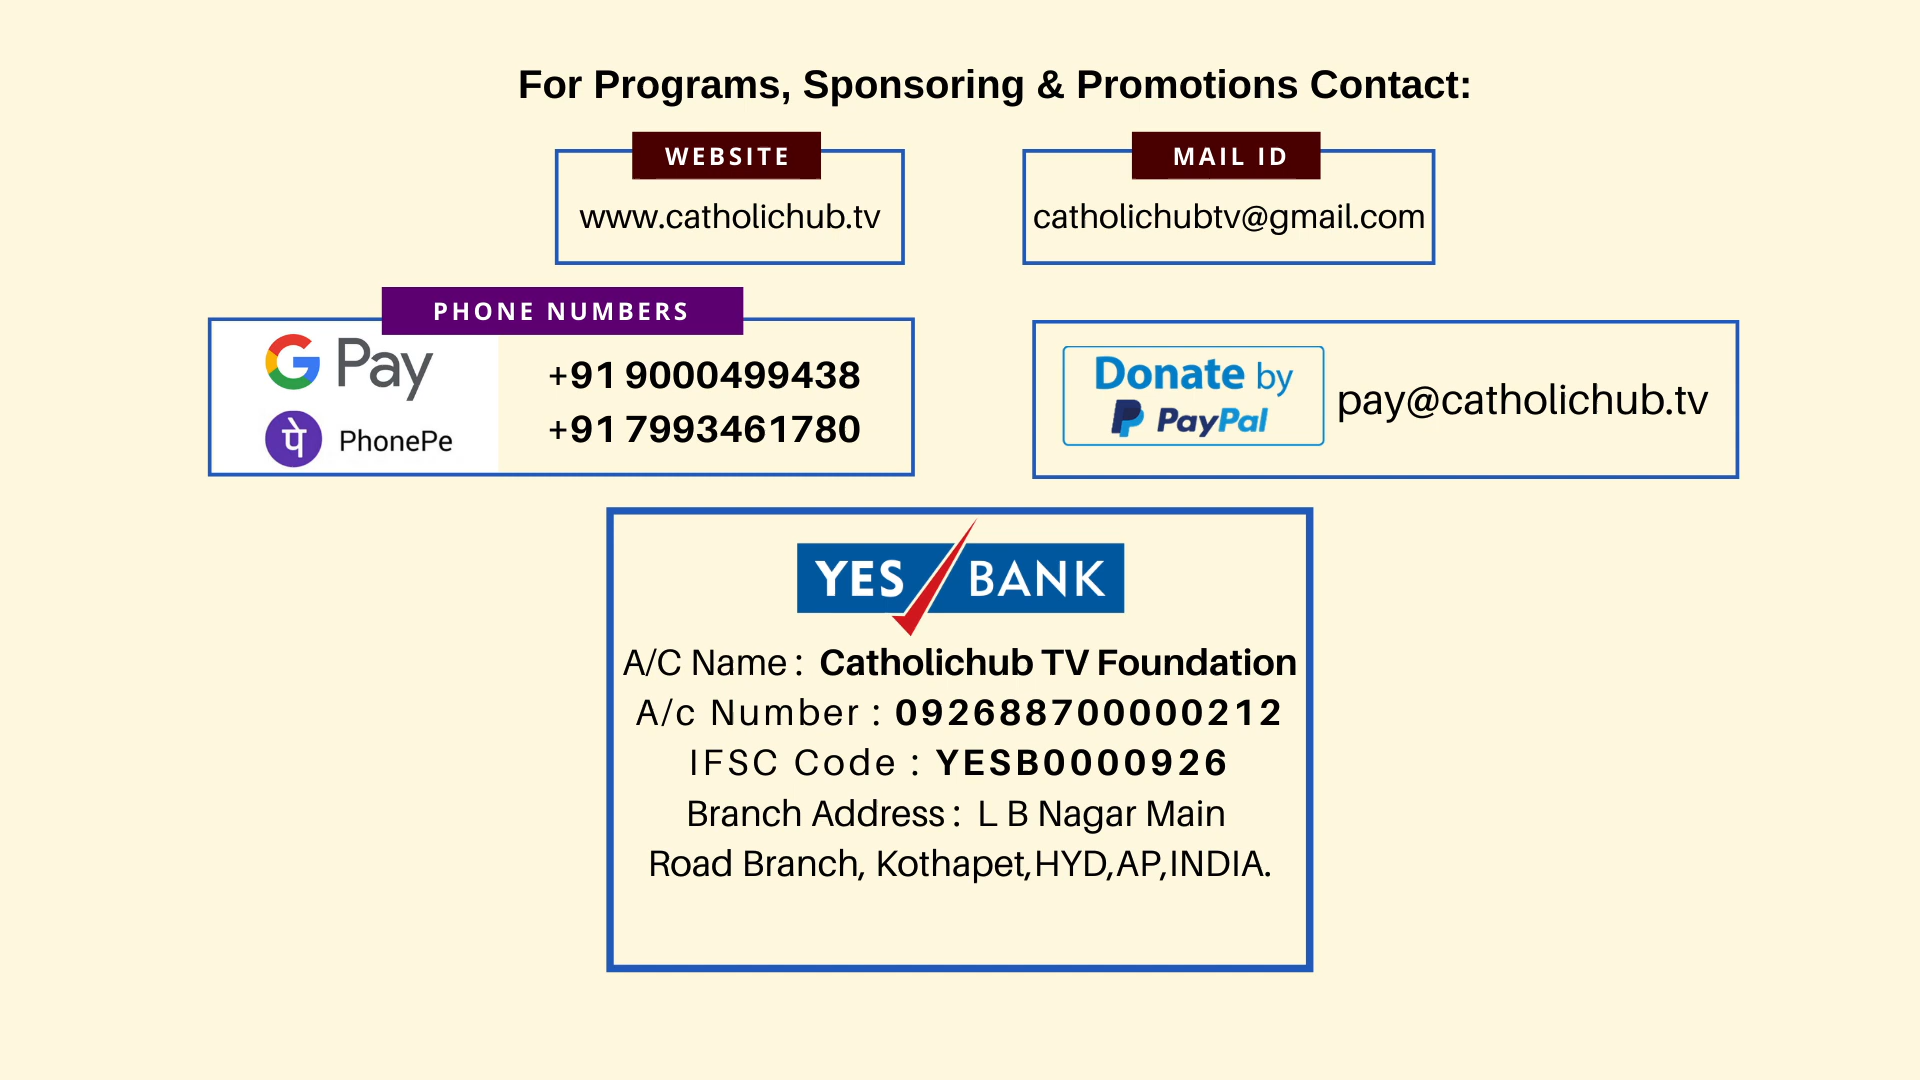 For Programs, Sponsoring & Promotions Contact:
WEBSITE
www.catholichub.tv
MAIL ID
catholichubtv@gmail.com
PHONE NUMBERS
G Pay
पे PhonePe
+91 9000499438
+91 7993461780
Donate by
PayPal
pay@catholichub.tv
YES BANK
A/C Name : Catholichub TV Foundation
A/c Number : 092688700000212
IFSC Code : YESB0000926
Branch Address : L B Nagar Main
Road Branch, Kothapet,HYD,AP,INDIA.